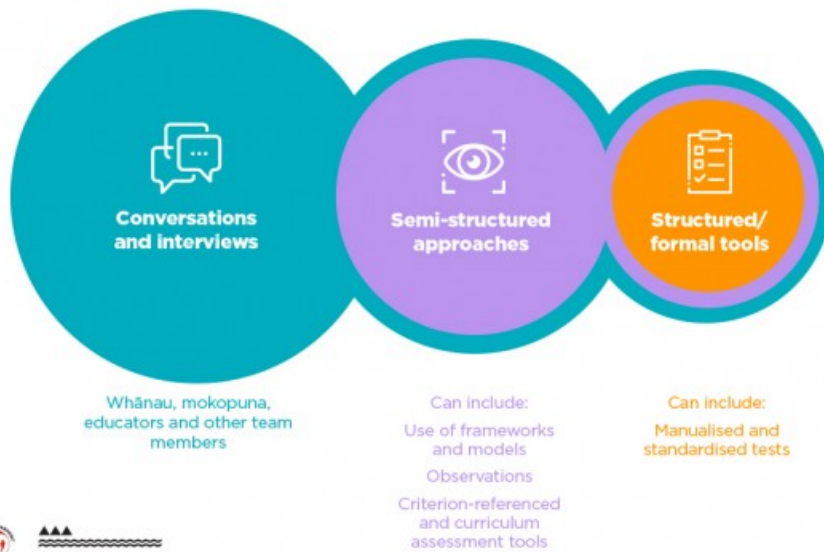 Conversations
and interviews
Semi-structured
approaches
Structured/
formal tools
Whānau, mokopuna,
educators and other team
members
Can include:
Use of frameworks
and models
Observations
Criterion-referenced
and curriculum
assessment tools
Can include:
Manualised and
standardised tests